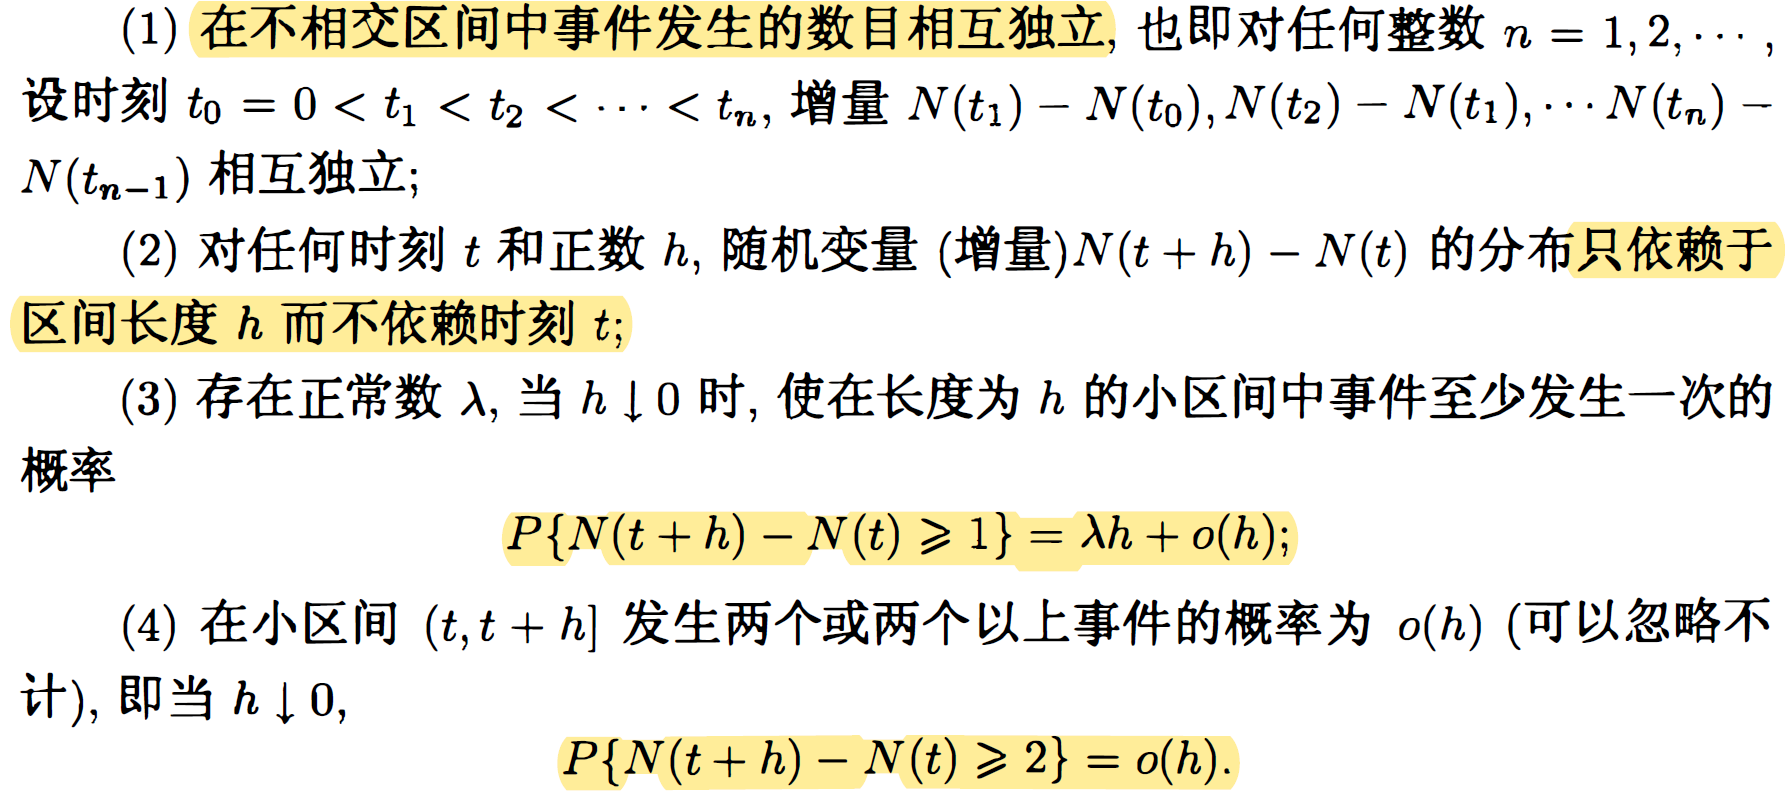 (1) 在不相交区间中事件发生的数目相互独立, 也即对任何整数 n = 1, 2, ⋯ ,
设时刻 t₀ = 0 < t₁ < t₂ < ⋯ < tₙ, 增量 N(t₁) − N(t₀), N(t₂) − N(t₁), ⋯ N(tₙ) −
N(tₙ₋₁) 相互独立;
(2) 对任何时刻 t 和正数 h, 随机变量 (增量)N(t + h) − N(t) 的分布只依赖于
区间长度 h 而不依赖时刻 t;
(3) 存在正常数 λ, 当 h ↓ 0 时, 使在长度为 h 的小区间中事件至少发生一次的
概率
P{N(t + h) − N(t) ⩾ 1} = λh + o(h);
(4) 在小区间 (t, t + h] 发生两个或两个以上事件的概率为 o(h) (可以忽略不
计), 即当 h ↓ 0,
P{N(t + h) − N(t) ⩾ 2} = o(h).